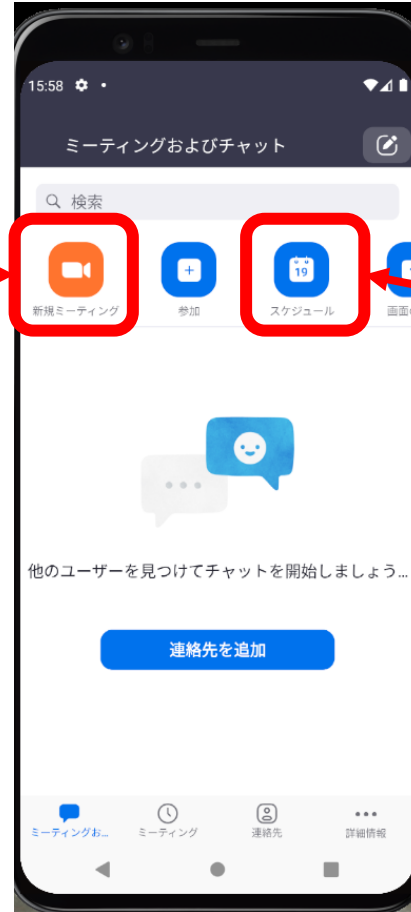 15:58
ミーティングおよびチャット
検索
19
新規ミーティング
参加
スケジュール
画面
他のユーザーを見つけてチャットを開始しましょう...
連絡先を追加
ミーティングお...
ミーティング
連絡先
詳細情報